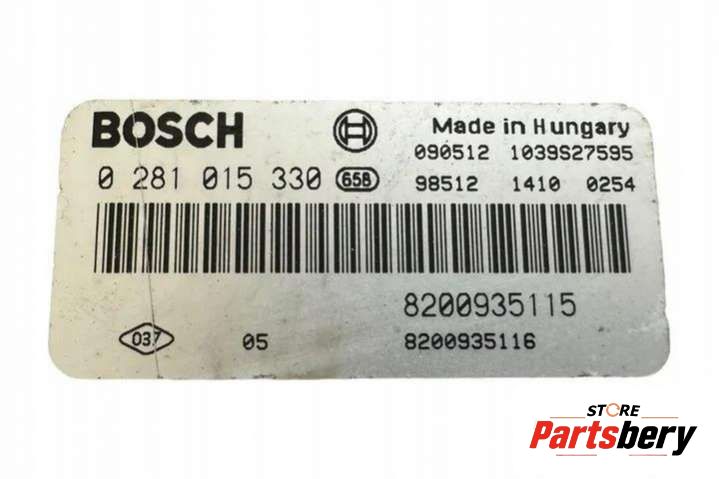 BOSCH Made in Hungary
090512 1039S27595
0 281 015 330 658 98512 1410 0254
8200935115
037 05 8200935116
STORE
Partsbery